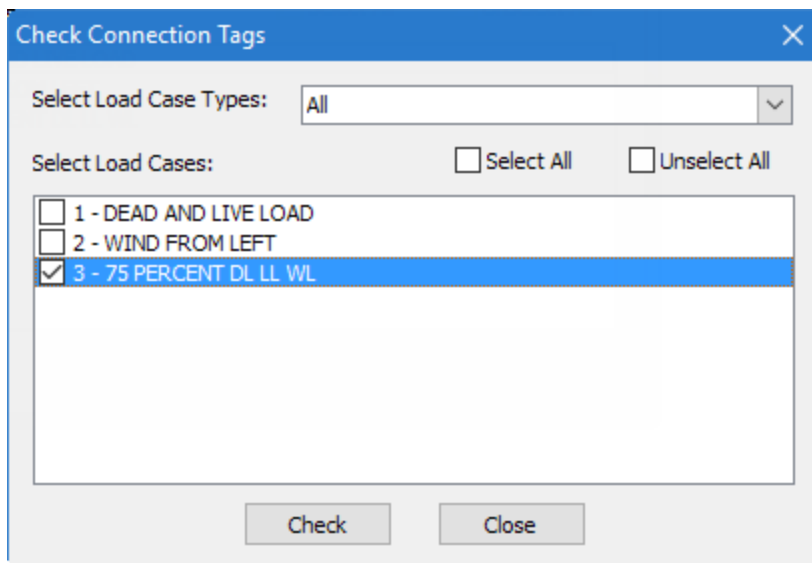 Check Connection Tags
Select Load Case Types: All
Select Load Cases: Select All Unselect All
1 - DEAD AND LIVE LOAD
2 - WIND FROM LEFT
3 - 75 PERCENT DL LL WL
Check Close